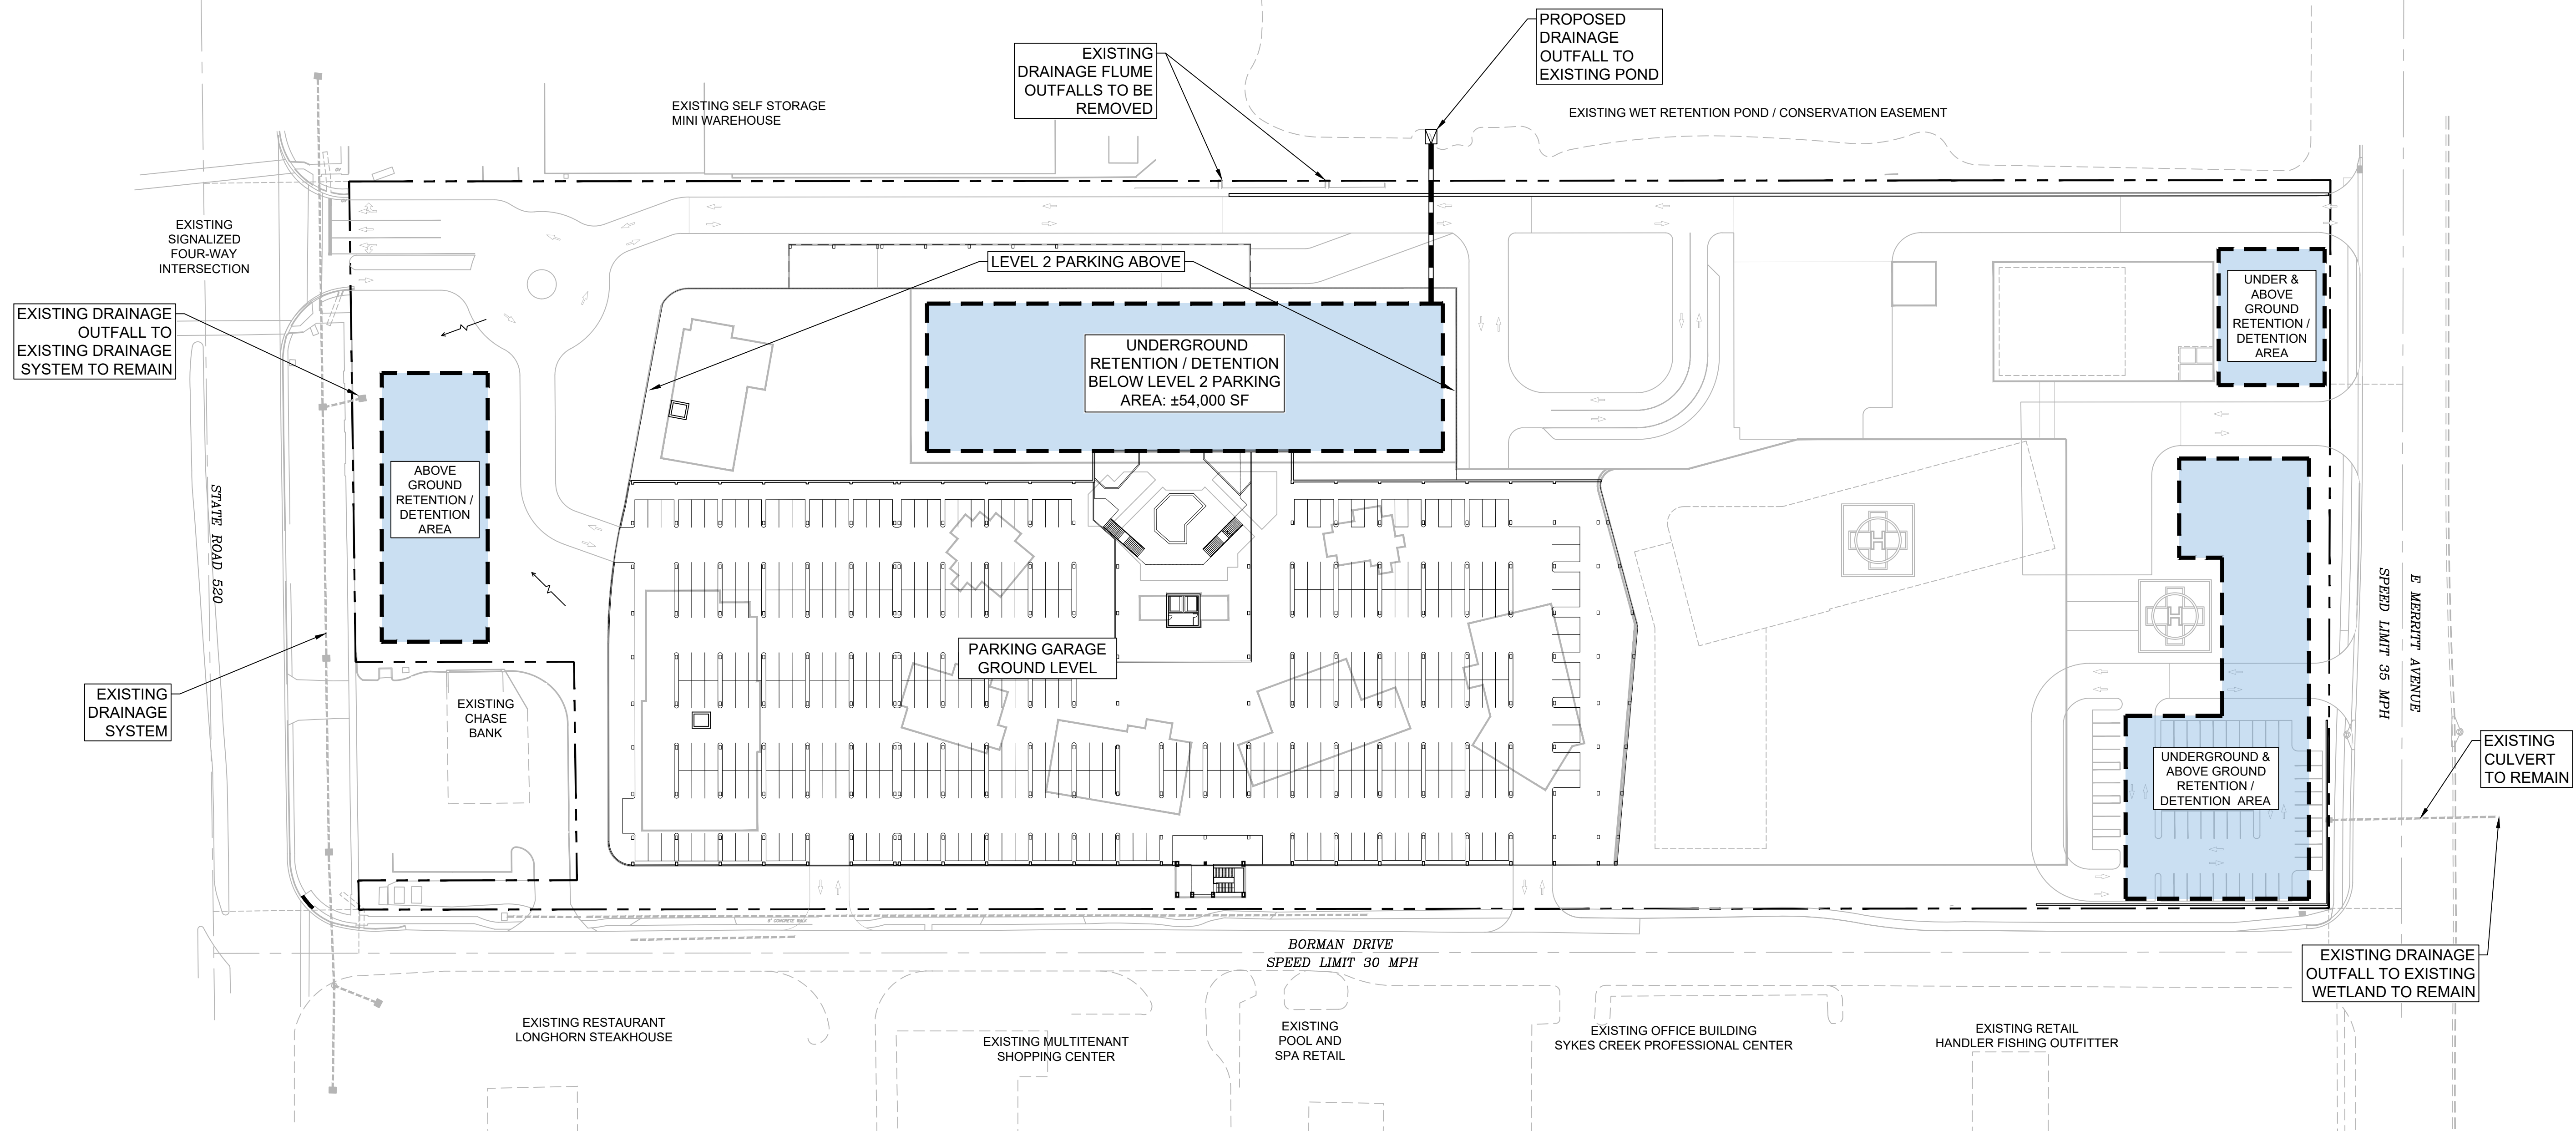 PROPOSED
DRAINAGE
OUTFALL TO
EXISTING POND
EXISTING
DRAINAGE FLUME
OUTFALLS TO BE
REMOVED
EXISTING SELF STORAGE
MINI WAREHOUSE
EXISTING WET RETENTION POND / CONSERVATION EASEMENT
EXISTING
SIGNALIZED
FOUR-WAY
INTERSECTION
LEVEL 2 PARKING ABOVE
EXISTING DRAINAGE
OUTFALL TO
EXISTING DRAINAGE
SYSTEM TO REMAIN
UNDERGROUND
RETENTION / DETENTION
BELOW LEVEL 2 PARKING
AREA: ±54,000 SF
UNDER &
ABOVE
GROUND
RETENTION /
DETENTION
AREA
ABOVE
GROUND
RETENTION /
DETENTION
AREA
STATE ROAD 520
H
H
E MERRITT AVENUE
SPEED LIMIT 35 MPH
PARKING GARAGE
GROUND LEVEL
EXISTING
DRAINAGE
SYSTEM
EXISTING
CHASE
BANK
UNDERGROUND &
ABOVE GROUND
RETENTION /
DETENTION AREA
EXISTING
CULVERT
TO REMAIN
BORMAN DRIVE
SPEED LIMIT 30 MPH
EXISTING DRAINAGE
OUTFALL TO EXISTING
WETLAND TO REMAIN
EXISTING RESTAURANT
LONGHORN STEAKHOUSE
EXISTING MULTITENANT
SHOPPING CENTER
EXISTING
POOL AND
SPA RETAIL
EXISTING OFFICE BUILDING
SYKES CREEK PROFESSIONAL CENTER
EXISTING RETAIL
HANDLER FISHING OUTFITTER